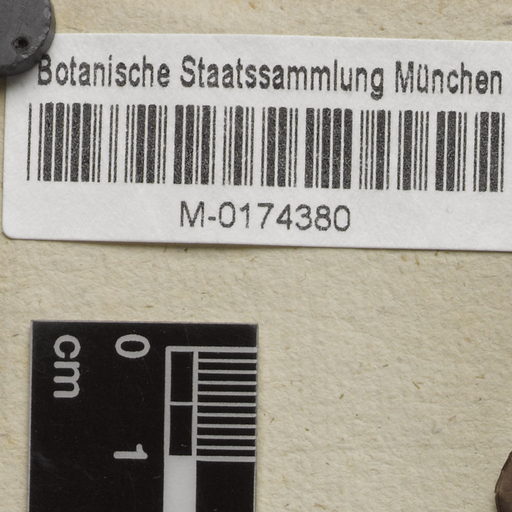 Botanische Staatssammlung München
M-0174380
cm
0
1